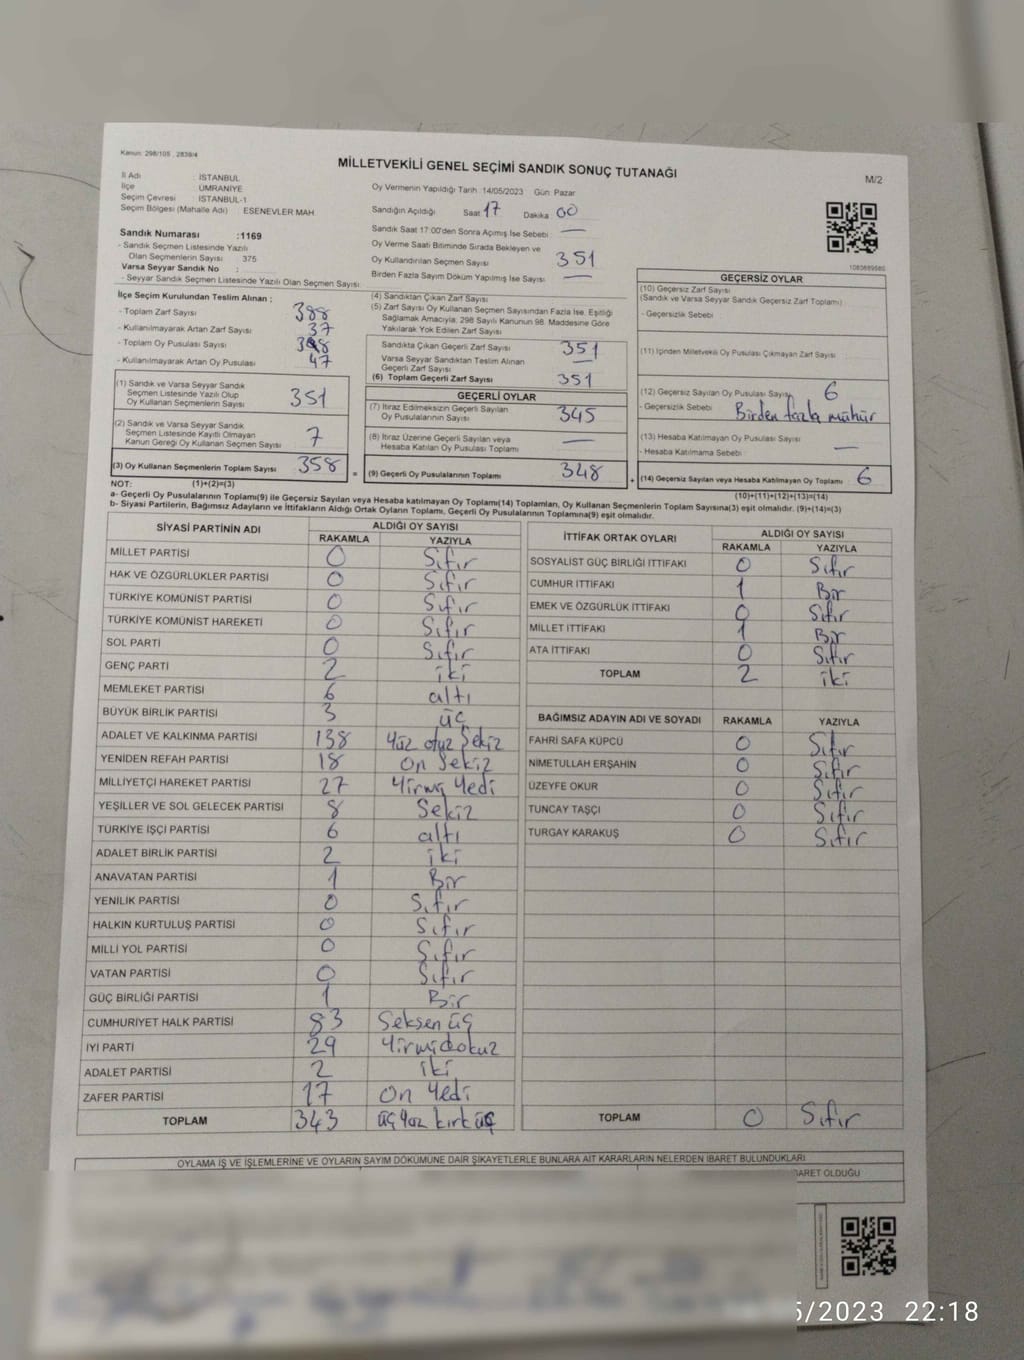 Kanun: 298/105 , 2839/4
MİLLETVEKİLİ GENEL SEÇİMİ SANDIK SONUÇ TUTANAĞI
M/2
İl Adı : İSTANBUL
İlçe : ÜMRANİYE
Seçim Çevresi : İSTANBUL-1
Seçim Bölgesi (Mahalle Adı) : ESENEVLER MAH.
Sandık Numarası :1169
- Sandık Seçmen Listesinde Yazılı
Olan Seçmenlerin Sayısı : 375
Varsa Seyyar Sandık No :
- Seyyar Sandık Seçmen Listesinde Yazılı Olan Seçmen Sayısı:
Oy Vermenin Yapıldığı Tarih :14/05/2023 Gün: Pazar
Sandığın Açıldığı Saat 17 Dakika 00
Sandık Saat 17:00'den Sonra Açılmış İse Sebebi : —
Oy Verme Saati Bitiminde Sırada Bekleyen ve
Oy Kullandırılan Seçmen Sayısı : 351
Birden Fazla Sayım Döküm Yapılmış İse Sayısı : —
İlçe Seçim Kurulundan Teslim Alınan ;
- Toplam Zarf Sayısı : 388
- Kullanılmayarak Artan Zarf Sayısı : 37
- Toplam Oy Pusulası Sayısı : 398
- Kullanılmayarak Artan Oy Pusulası : 47
(1) Sandık ve Varsa Seyyar Sandık
Seçmen Listesinde Yazılı Olup
Oy Kullanan Seçmenlerin Sayısı : 351
(2) Sandık ve Varsa Seyyar Sandık
Seçmen Listesinde Kayıtlı Olmayan
Kanun Gereği Oy Kullanan Seçmen Sayısı : 7
(3) Oy Kullanan Seçmenlerin Toplam Sayısı : 358
(4) Sandıktan Çıkan Zarf Sayısı :
(5) Zarf Sayısı Oy Kullanan Seçmen Sayısından Fazla İse, Eşitliği
Sağlamak Amacıyla; 298 Sayılı Kanunun 98. Maddesine Göre
Yakılarak Yok Edilen Zarf Sayısı :
Sandıkta Çıkan Geçerli Zarf Sayısı : 351
Varsa Seyyar Sandıktan Teslim Alınan
Geçerli Zarf Sayısı : —
(6) Toplam Geçerli Zarf Sayısı : 351
GEÇERLİ OYLAR
(7) İtiraz Edilmeksizin Geçerli Sayılan
Oy Pusulalarının Sayısı : 345
(8) İtiraz Üzerine Geçerli Sayılan veya
Hesaba Katılan Oy Pusulası Toplamı : —
= (9) Geçerli Oy Pusulalarının Toplamı : 348
1080689585
GEÇERSİZ OYLAR
(10) Geçersiz Zarf Sayısı
(Sandık ve Varsa Seyyar Sandık Geçersiz Zarf Toplamı) :
- Geçersizlik Sebebi :
(11) İçinden Milletvekili Oy Pusulası Çıkmayan Zarf Sayısı :
(12) Geçersiz Sayılan Oy Pusulası Sayısı : 6
- Geçersizlik Sebebi : Birden fazla mühür
(13) Hesaba Katılmayan Oy Pusulası Sayısı : —
- Hesaba Katılmama Sebebi :
+ (14) Geçersiz Sayılan veya Hesaba Katılmayan Oy Toplamı : 6
NOT: (1)+(2)=(3)
(10)+(11)+(12)+(13)=(14)
a- Geçerli Oy Pusulalarının Toplamı(9) ile Geçersiz Sayılan veya Hesaba katılmayan Oy Toplamı(14) Toplamları, Oy Kullanan Seçmenlerin Toplam Sayısına(3) eşit olmalıdır. (9)+(14)=(3)
b- Siyasi Partilerin, Bağımsız Adayların ve İttifakların Aldığı Ortak Oyların Toplamı, Geçerli Oy Pusulalarının Toplamına(9) eşit olmalıdır.
SİYASİ PARTİNİN ADI ALDIĞI OY SAYISI
RAKAMLA YAZIYLA
MİLLET PARTİSİ 0 Sıfır
HAK VE ÖZGÜRLÜKLER PARTİSİ 0 Sıfır
TÜRKİYE KOMÜNİST PARTİSİ 0 Sıfır
TÜRKİYE KOMÜNİST HAREKETİ 0 Sıfır
SOL PARTİ 0 Sıfır
GENÇ PARTİ 2 iki
MEMLEKET PARTİSİ 6 altı
BÜYÜK BİRLİK PARTİSİ 3 üç
ADALET VE KALKINMA PARTİSİ 138 Yüz otuz Sekiz
YENİDEN REFAH PARTİSİ 18 On Sekiz
MİLLİYETÇİ HAREKET PARTİSİ 27 Yirmi Yedi
YEŞİLLER VE SOL GELECEK PARTİSİ 8 Sekiz
TÜRKİYE İŞÇİ PARTİSİ 6 altı
ADALET BİRLİK PARTİSİ 2 iki
ANAVATAN PARTİSİ 1 Bir
YENİLİK PARTİSİ 0 Sıfır
HALKIN KURTULUŞ PARTİSİ 0 Sıfır
MİLLİ YOL PARTİSİ 0 Sıfır
VATAN PARTİSİ 0 Sıfır
GÜÇ BİRLİĞİ PARTİSİ 1 Bir
CUMHURİYET HALK PARTİSİ 83 Seksen üç
İYİ PARTİ 29 Yirmidokuz
ADALET PARTİSİ 2 iki
ZAFER PARTİSİ 17 On Yedi
TOPLAM 343 üç Yüz kırk üç
İTTİFAK ORTAK OYLARI ALDIĞI OY SAYISI
RAKAMLA YAZIYLA
SOSYALİST GÜÇ BİRLİĞİ İTTİFAKI 0 Sıfır
CUMHUR İTTİFAKI 1 Bir
EMEK VE ÖZGÜRLÜK İTTİFAKI 0 Sıfır
MİLLET İTTİFAKI 1 Bir
ATA İTTİFAKI 0 Sıfır
TOPLAM 2 iki
BAĞIMSIZ ADAYIN ADI VE SOYADI RAKAMLA YAZIYLA
FAHRİ SAFA KÜPCÜ 0 Sıfır
NİMETULLAH ERŞAHİN 0 Sıfır
ÜZEYFE OKUR 0 Sıfır
TUNCAY TAŞÇI 0 Sıfır
TURGAY KARAKUŞ 0 Sıfır
TOPLAM 0 Sıfır
OYLAMA İŞ VE İŞLEMLERİNE VE OYLARIN SAYIM DÖKÜMÜNE DAİR ŞİKAYETLERLE BUNLARA AİT KARARLARIN NELERDEN İBARET BULUNDUKLARI
BARET OLDUĞU
5/2023 22:18